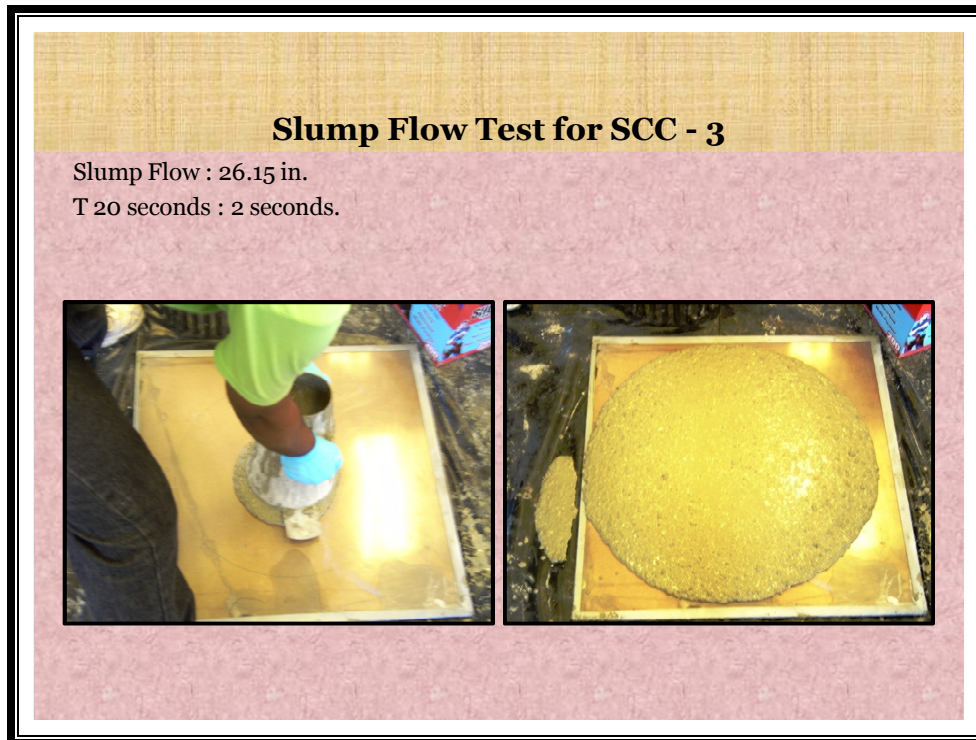 Slump Flow Test for SCC - 3
Slump Flow : 26.15 in.
T 20 seconds : 2 seconds.